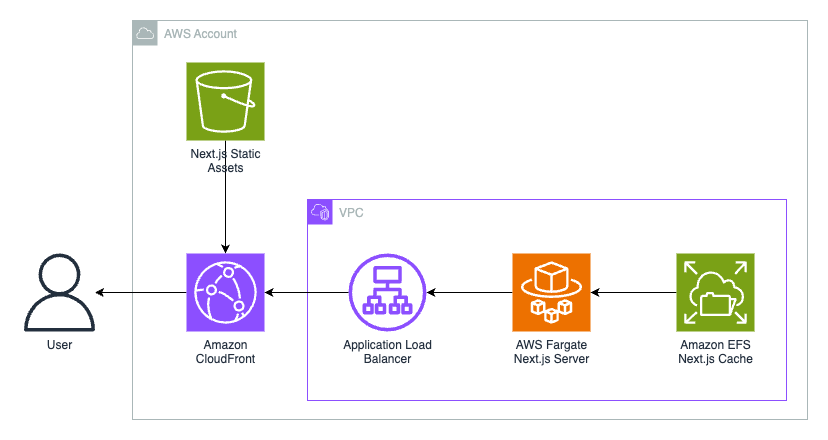 AWS Account
Next.js Static
Assets
VPC
User
Amazon
CloudFront
Application Load
Balancer
AWS Fargate
Next.js Server
Amazon EFS
Next.js Cache